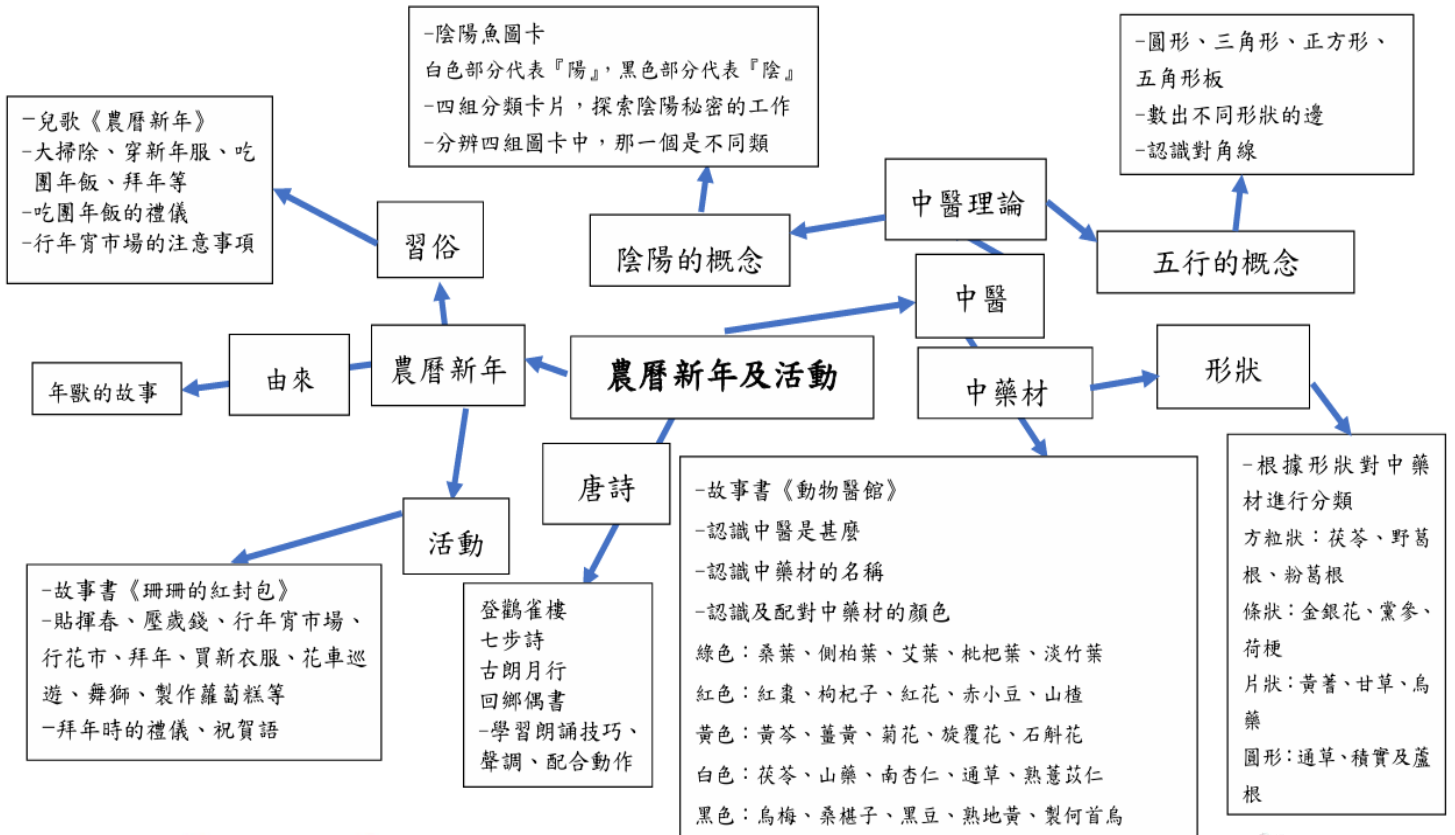 -陰陽魚圖卡
白色部分代表『陽』，黑色部分代表『陰』
-四組分類卡片，探索陰陽秘密的工作
-分辨四組圖卡中，那一個是不同類
-圓形、三角形、正方形、
五角形板
-數出不同形狀的邊
-認識對角線
-兒歌《農曆新年》
-大掃除、穿新年服、吃
團年飯、拜年等
-吃團年飯的禮儀
-行年宵市場的注意事項
習俗
中醫理論
陰陽的概念
五行的概念
中醫
農曆新年及活動
農曆新年
由來
年獸的故事
中藥材
形狀
活動
唐詩
-故事書《珊珊的紅封包》
-貼揮春、壓歲錢、行年宵市場、
行花市、拜年、買新衣服、花車巡
遊、舞獅、製作蘿蔔糕等
-拜年時的禮儀、祝賀語
登鸛雀樓
七步詩
古朗月行
回鄉偶書
-學習朗誦技巧、
聲調、配合動作
-故事書《動物醫館》
-認識中醫是甚麼
-認識中藥材的名稱
-認識及配對中藥材的顏色
綠色：桑葉、側柏葉、艾葉、枇杷葉、淡竹葉
紅色：紅棗、枸杞子、紅花、赤小豆、山楂
黃色：黃芩、薑黃、菊花、旋覆花、石斛花
白色：茯苓、山藥、南杏仁、通草、熟薏苡仁
黑色：烏梅、桑椹子、黑豆、熟地黃、製何首烏
-根據形狀對中藥
材進行分類
方粒狀：茯苓、野葛
根、粉葛根
條狀：金銀花、黨參、
荷梗
片狀：黃蓍、甘草、烏
藥
圓形：通草、積實及蘆
根